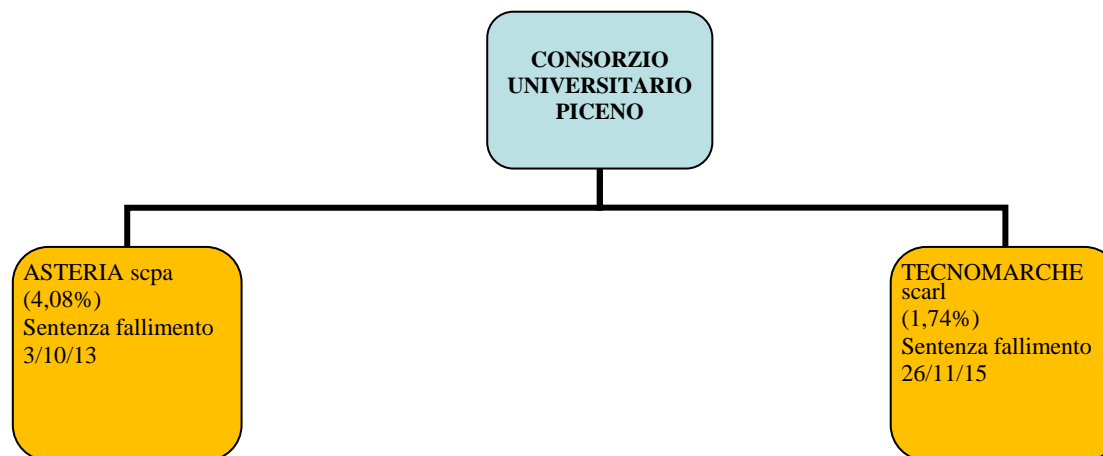 CONSORZIO
UNIVERSITARIO
PICENO
ASTERIA scpa
(4,08%)
Sentenza fallimento
3/10/13
TECNOMARCHE
scarl
(1,74%)
Sentenza fallimento
26/11/15